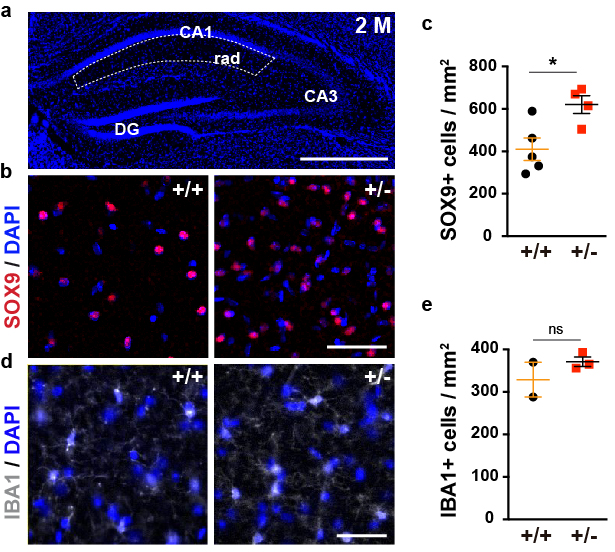 a
CA1
2 M
rad
CA3
DG
b
SOX9 / DAPI
+/+
+/-
c
*
SOX9+ cells / mm²
800
600
400
200
0
+/+
+/-
d
IBA1 / DAPI
+/+
+/-
e
ns
IBA1+ cells / mm²
400
300
200
100
0
+/+
+/-